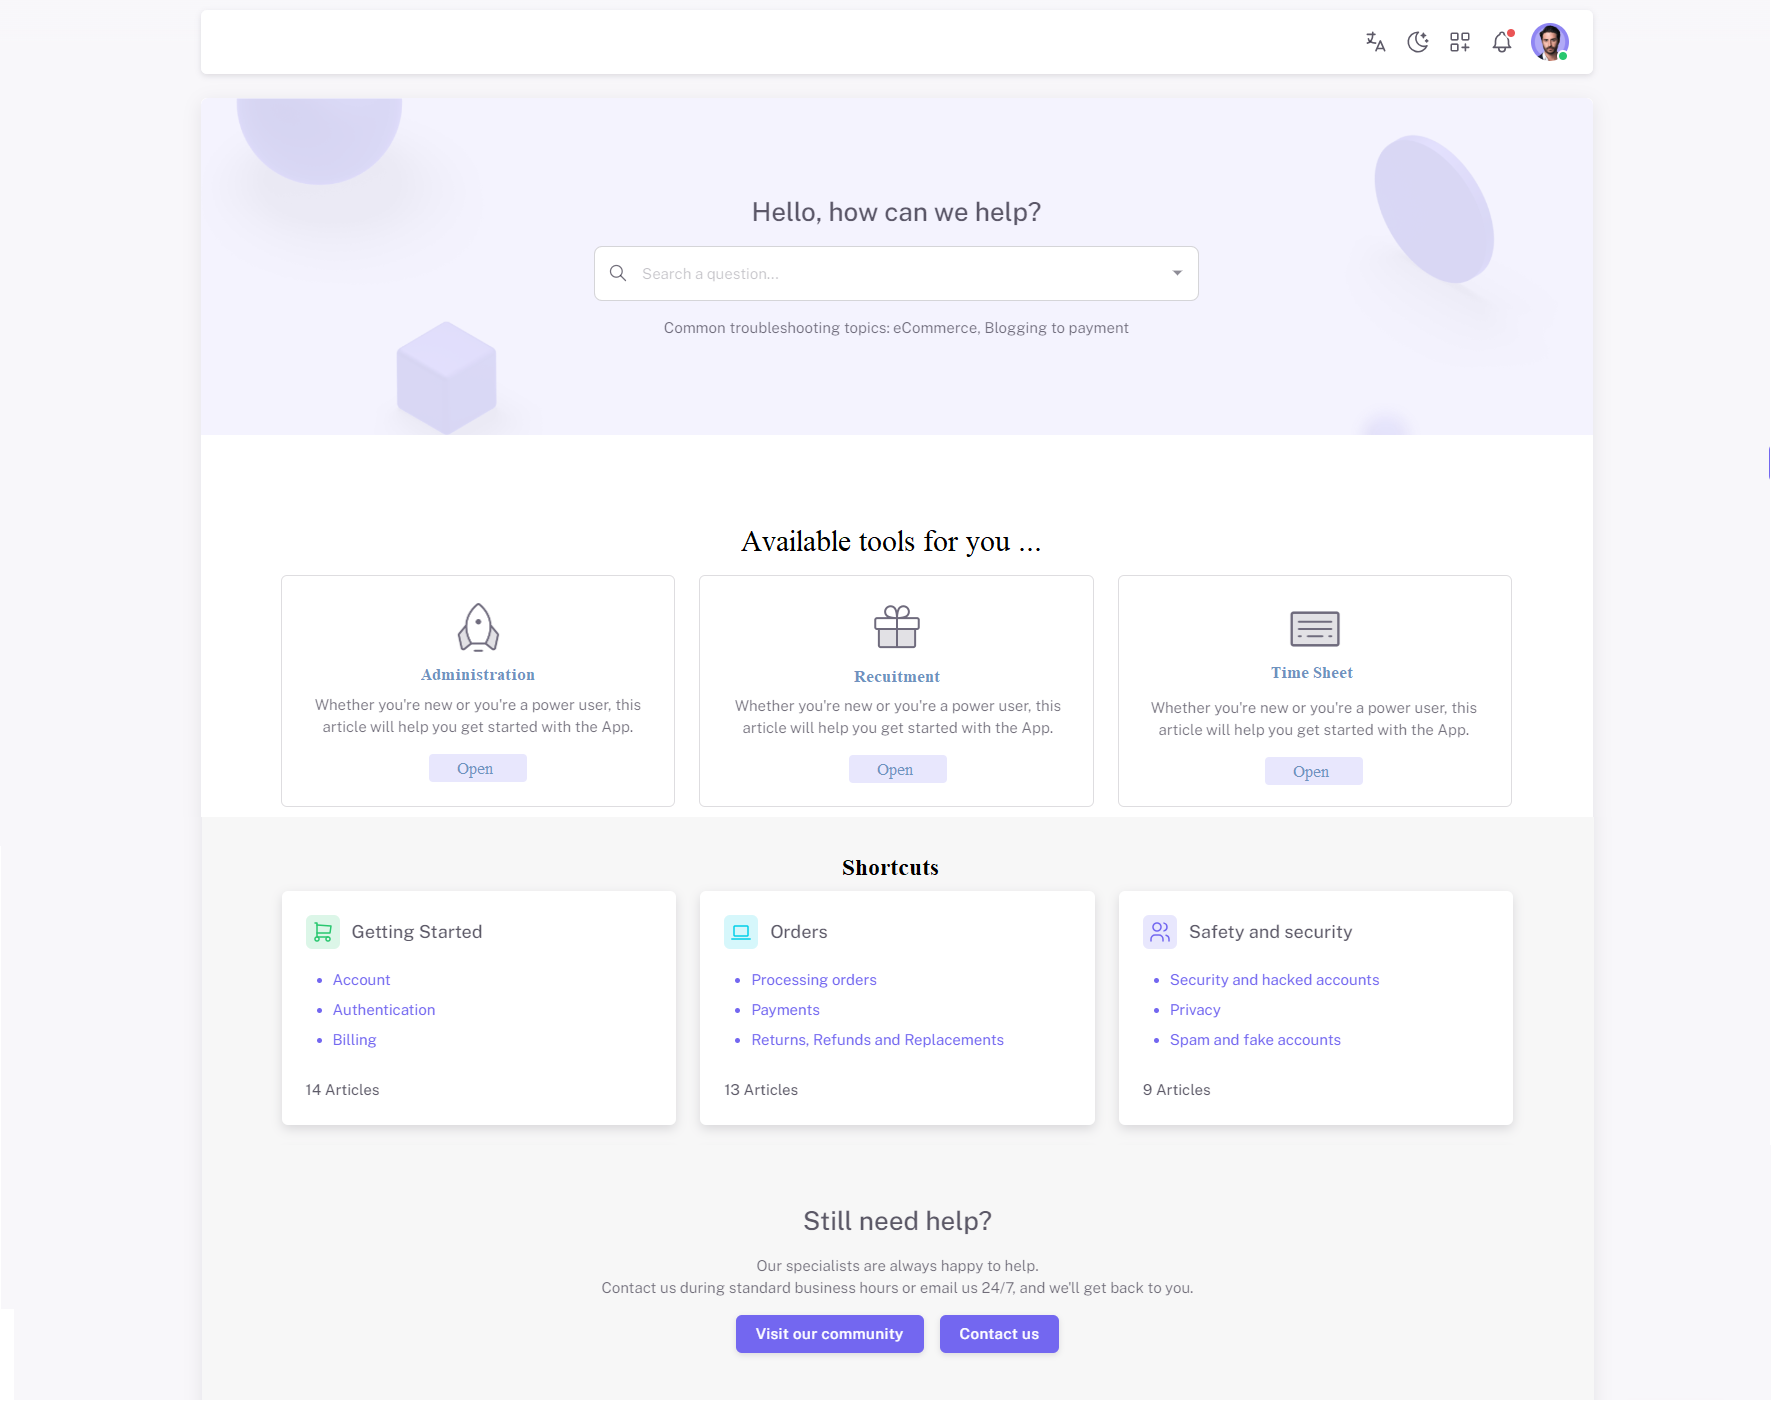 Hello, how can we help?
Search a question...
Common troubleshooting topics: eCommerce, Blogging to payment
Available tools for you ...
Administration
Whether you're new or you're a power user, this
article will help you get started with the App.
Open
Recuitment
Whether you're new or you're a power user, this
article will help you get started with the App.
Open
Time Sheet
Whether you're new or you're a power user, this
article will help you get started with the App.
Open
Shortcuts
Getting Started
Account
Authentication
Billing
14 Articles
Orders
Processing orders
Payments
Returns, Refunds and Replacements
13 Articles
Safety and security
Security and hacked accounts
Privacy
Spam and fake accounts
9 Articles
Still need help?
Our specialists are always happy to help.
Contact us during standard business hours or email us 24/7, and we'll get back to you.
Visit our community
Contact us